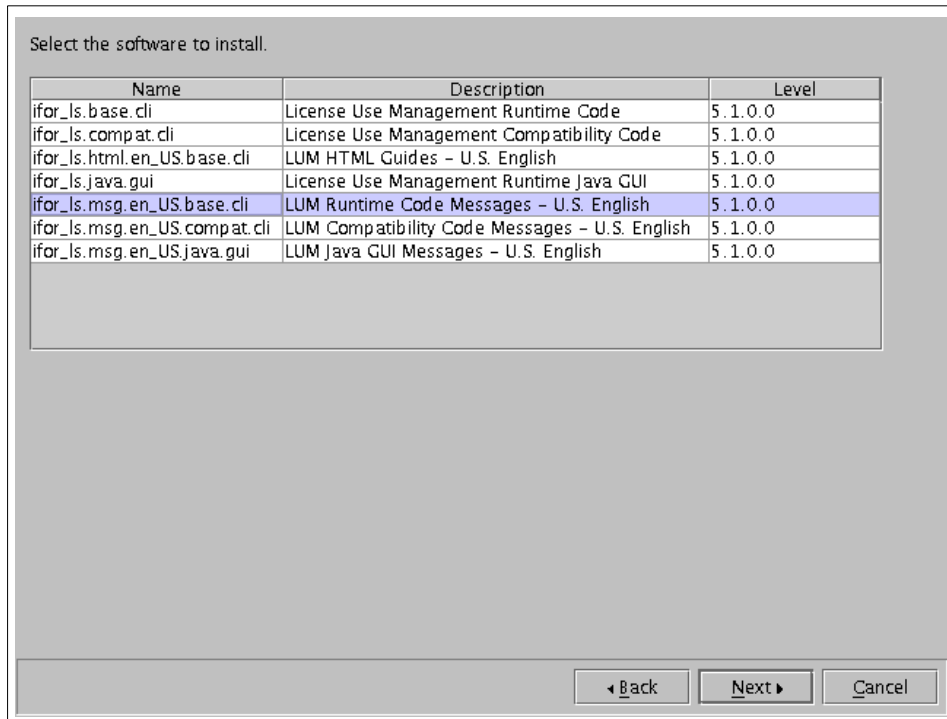 Select the software to install.
Name Description Level
ifor_ls.base.cli License Use Management Runtime Code 5.1.0.0
ifor_ls.compat.cli License Use Management Compatibility Code 5.1.0.0
ifor_ls.html.en_US.base.cli LUM HTML Guides – U.S. English 5.1.0.0
ifor_ls.java.gui License Use Management Runtime Java GUI 5.1.0.0
ifor_ls.msg.en_US.base.cli LUM Runtime Code Messages – U.S. English 5.1.0.0
ifor_ls.msg.en_US.compat.cli LUM Compatibility Code Messages – U.S. English 5.1.0.0
ifor_ls.msg.en_US.java.gui LUM Java GUI Messages – U.S. English 5.1.0.0
Back Next Cancel